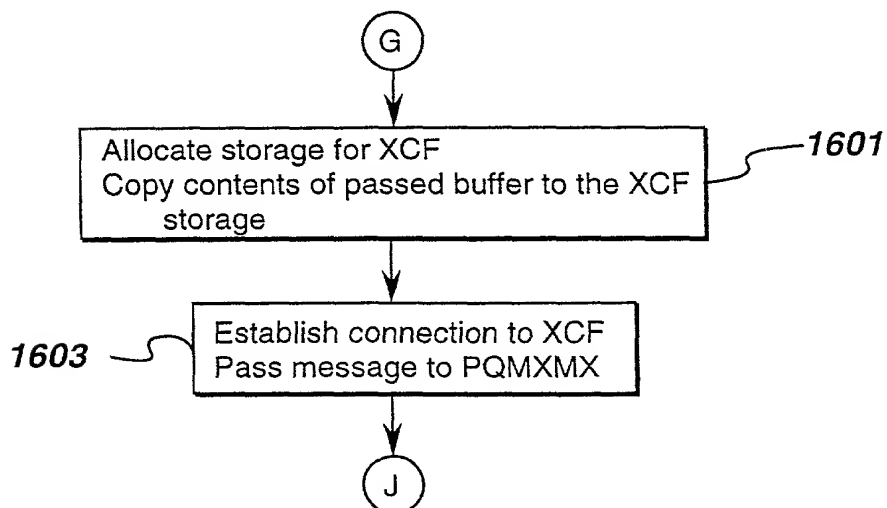 G
Allocate storage for XCF
Copy contents of passed buffer to the XCF
storage
1601
Establish connection to XCF
Pass message to PQMXMX
1603
J